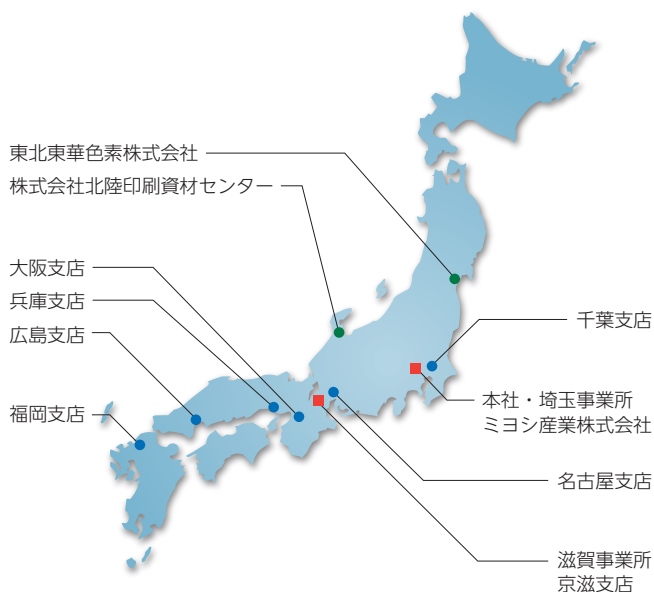 東北東華色素株式会社
株式会社北陸印刷資材センター
大阪支店
兵庫支店
広島支店
福岡支店
千葉支店
本社・埼玉事業所
ミヨシ産業株式会社
名古屋支店
滋賀事業所
京滋支店